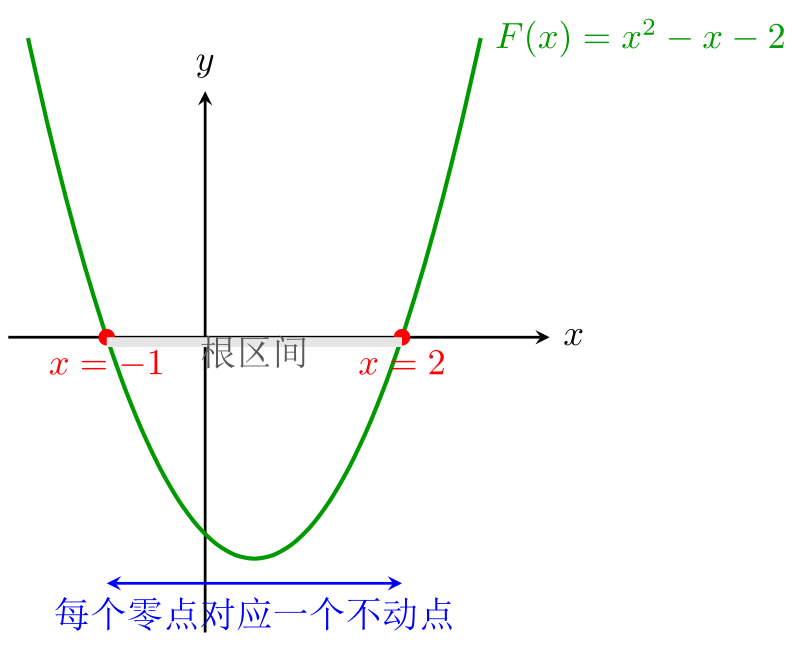 F(x) = x² − x − 2
y
x
根区间
x = −1
x = 2
每个零点对应一个不动点